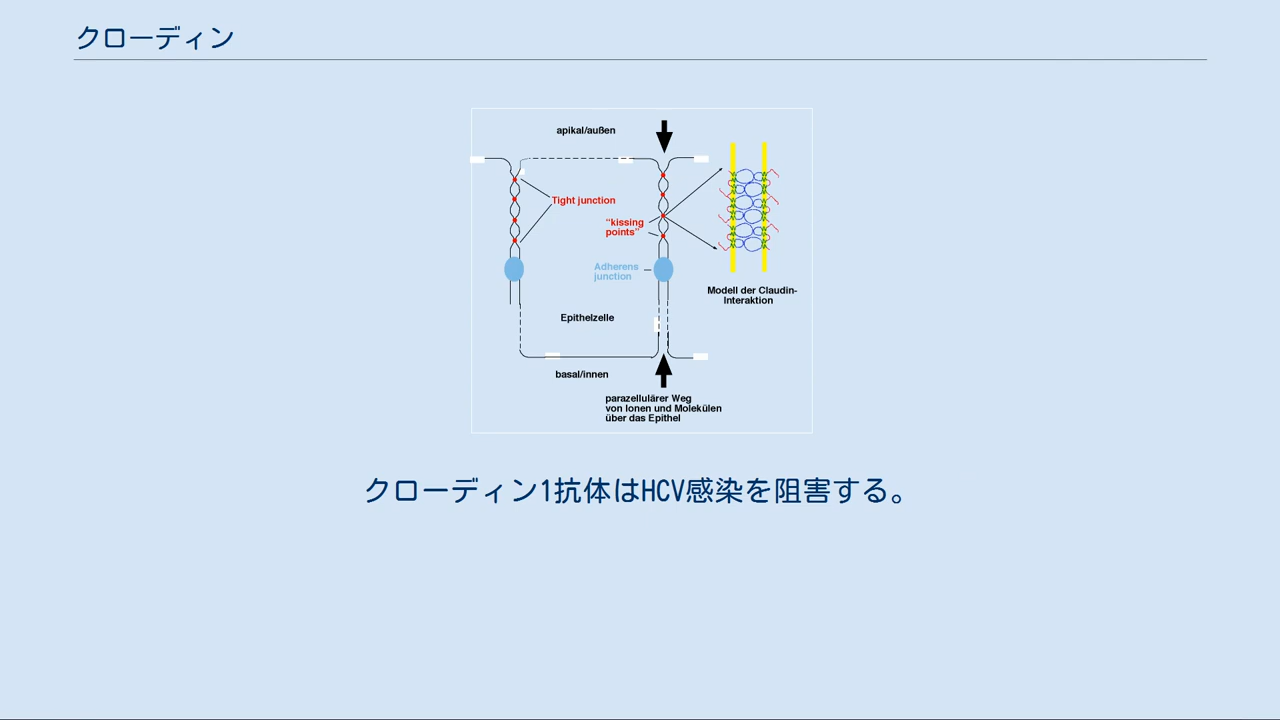 クローディン
apikal/außen
Tight junction
"kissing
points"
Adherens
junction
Modell der Claudin-
Interaktion
Epithelzelle
basal/innen
parazellulärer Weg
von Ionen und Molekülen
über das Epithel
クローディン1抗体はHCV感染を阻害する。